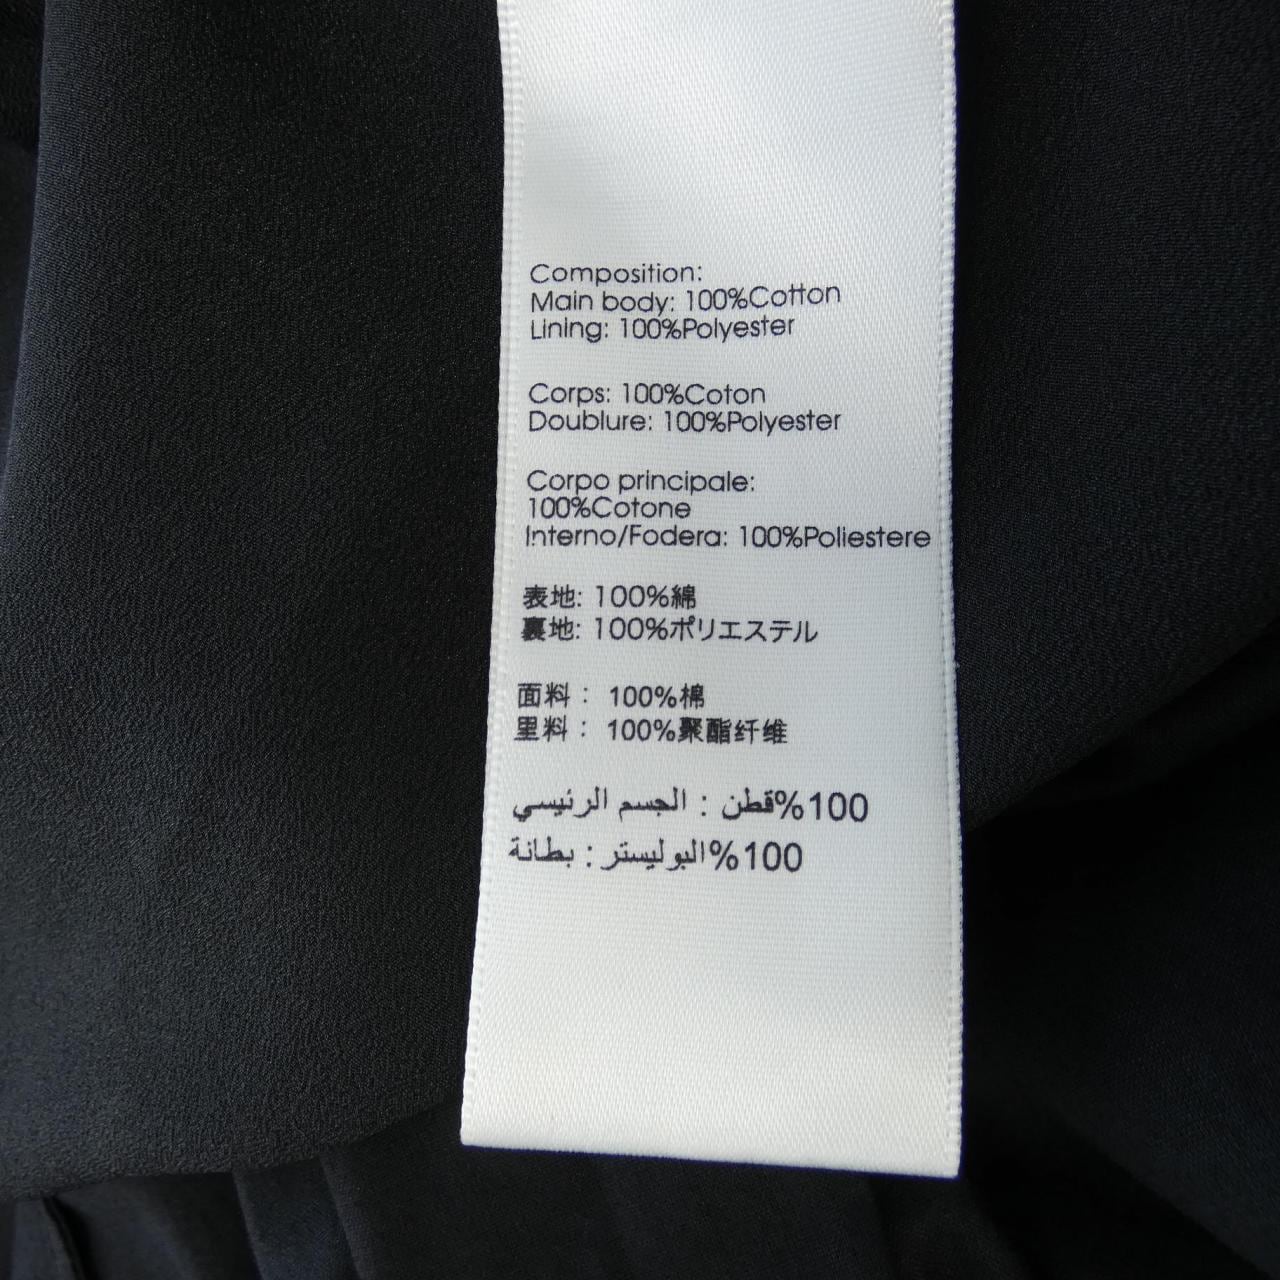 Composition:
Main body: 100%Cotton
Lining: 100%Polyester
Corps: 100%Coton
Doublure: 100%Polyester
Corpo principale:
100%Cotone
Interno/Fodera: 100%Poliestere
表地: 100%綿
裏地: 100%ポリエステル
面料： 100%棉
里料： 100%聚酯纤维
100%قطن : الجسم الرئيسي
100%البوليستر : بطانة